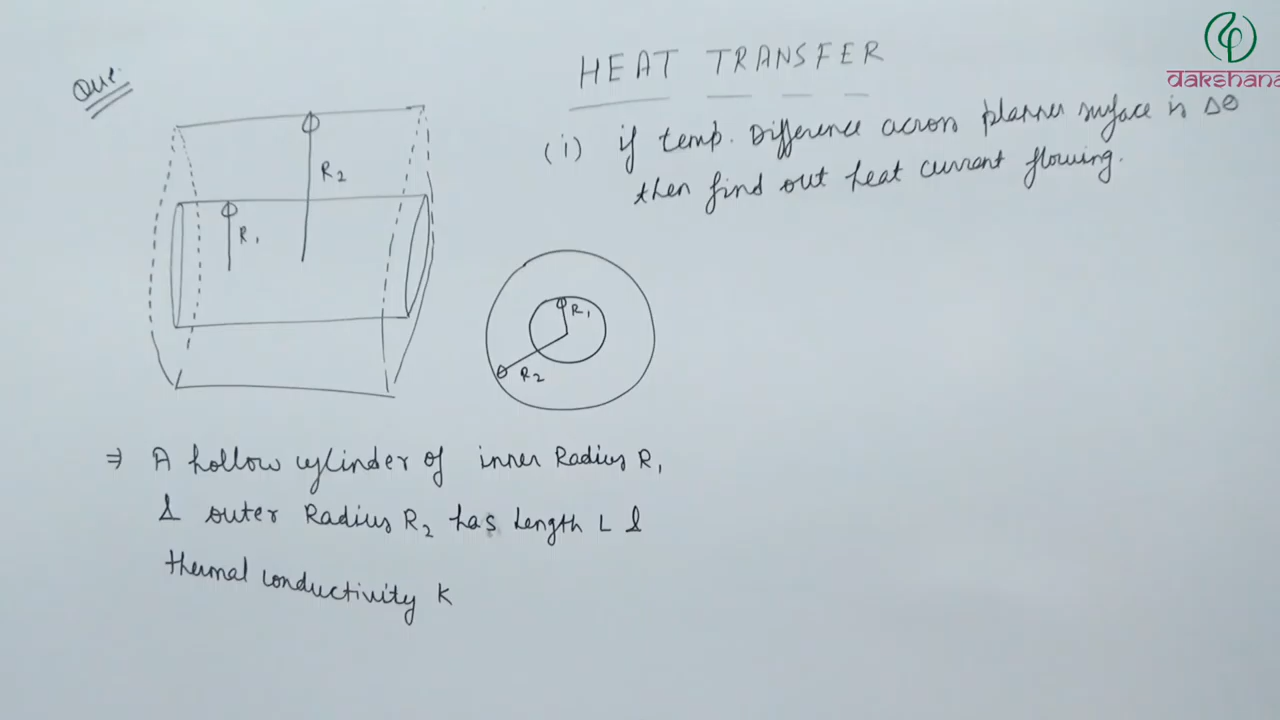 Que.
HEAT TRANSFER
(i) if temp. Difference across planner surface is Δθ
then find out heat current flowing.
R2
R1
R1
R2
⇒ A hollow cylinder of inner Radius R1
& outer Radius R2 has length L &
thermal conductivity K
dakshana